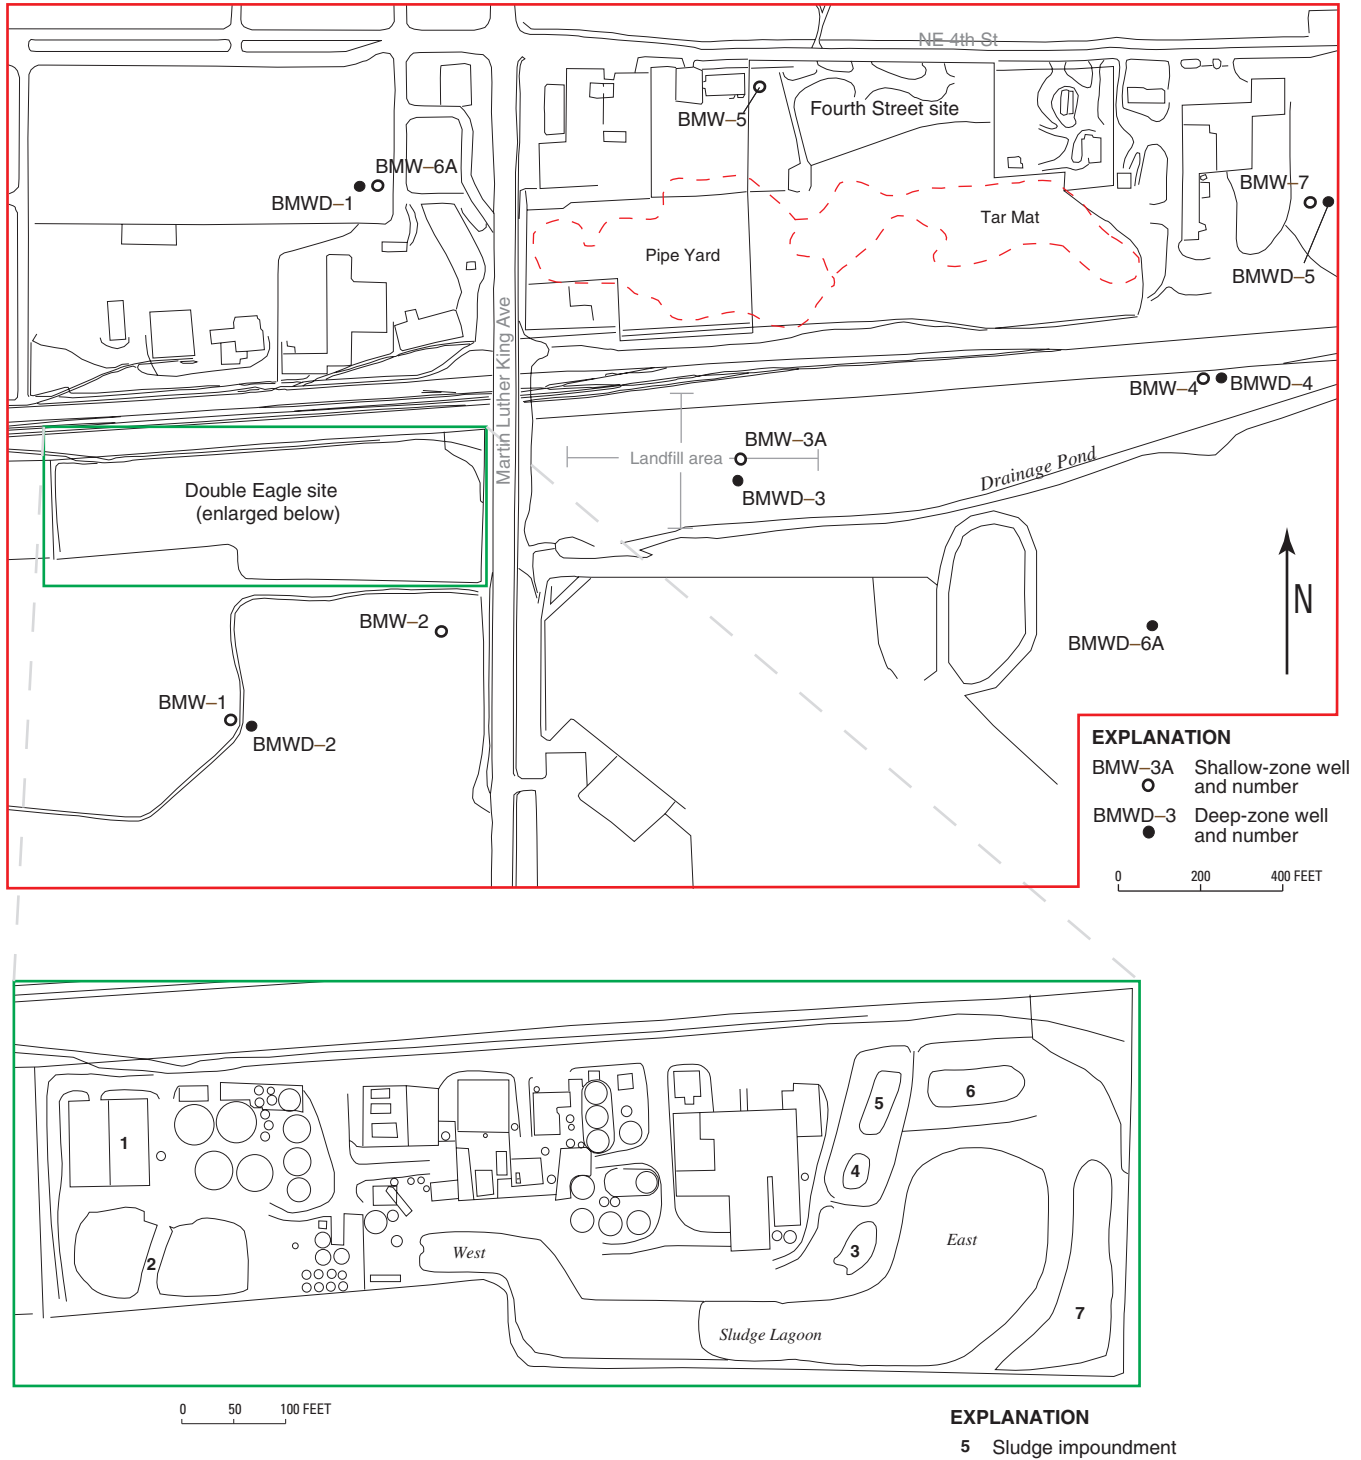 NE 4th St
BMW–5
Fourth Street site
BMW–6A
BMWD–1
BMW–7
Tar Mat
Pipe Yard
BMWD–5
Martin Luther King Ave
BMW–4
BMWD–4
BMW–3A
Landfill area
Drainage Pond
BMWD–3
Double Eagle site
(enlarged below)
N
BMW–2
BMWD–6A
BMW–1
BMWD–2
EXPLANATION
BMW–3A Shallow-zone well
and number
BMWD–3 Deep-zone well
and number
0 200 400 FEET
6
5
1
4
East
3
West
2
7
Sludge Lagoon
0 50 100 FEET
EXPLANATION
5 Sludge impoundment